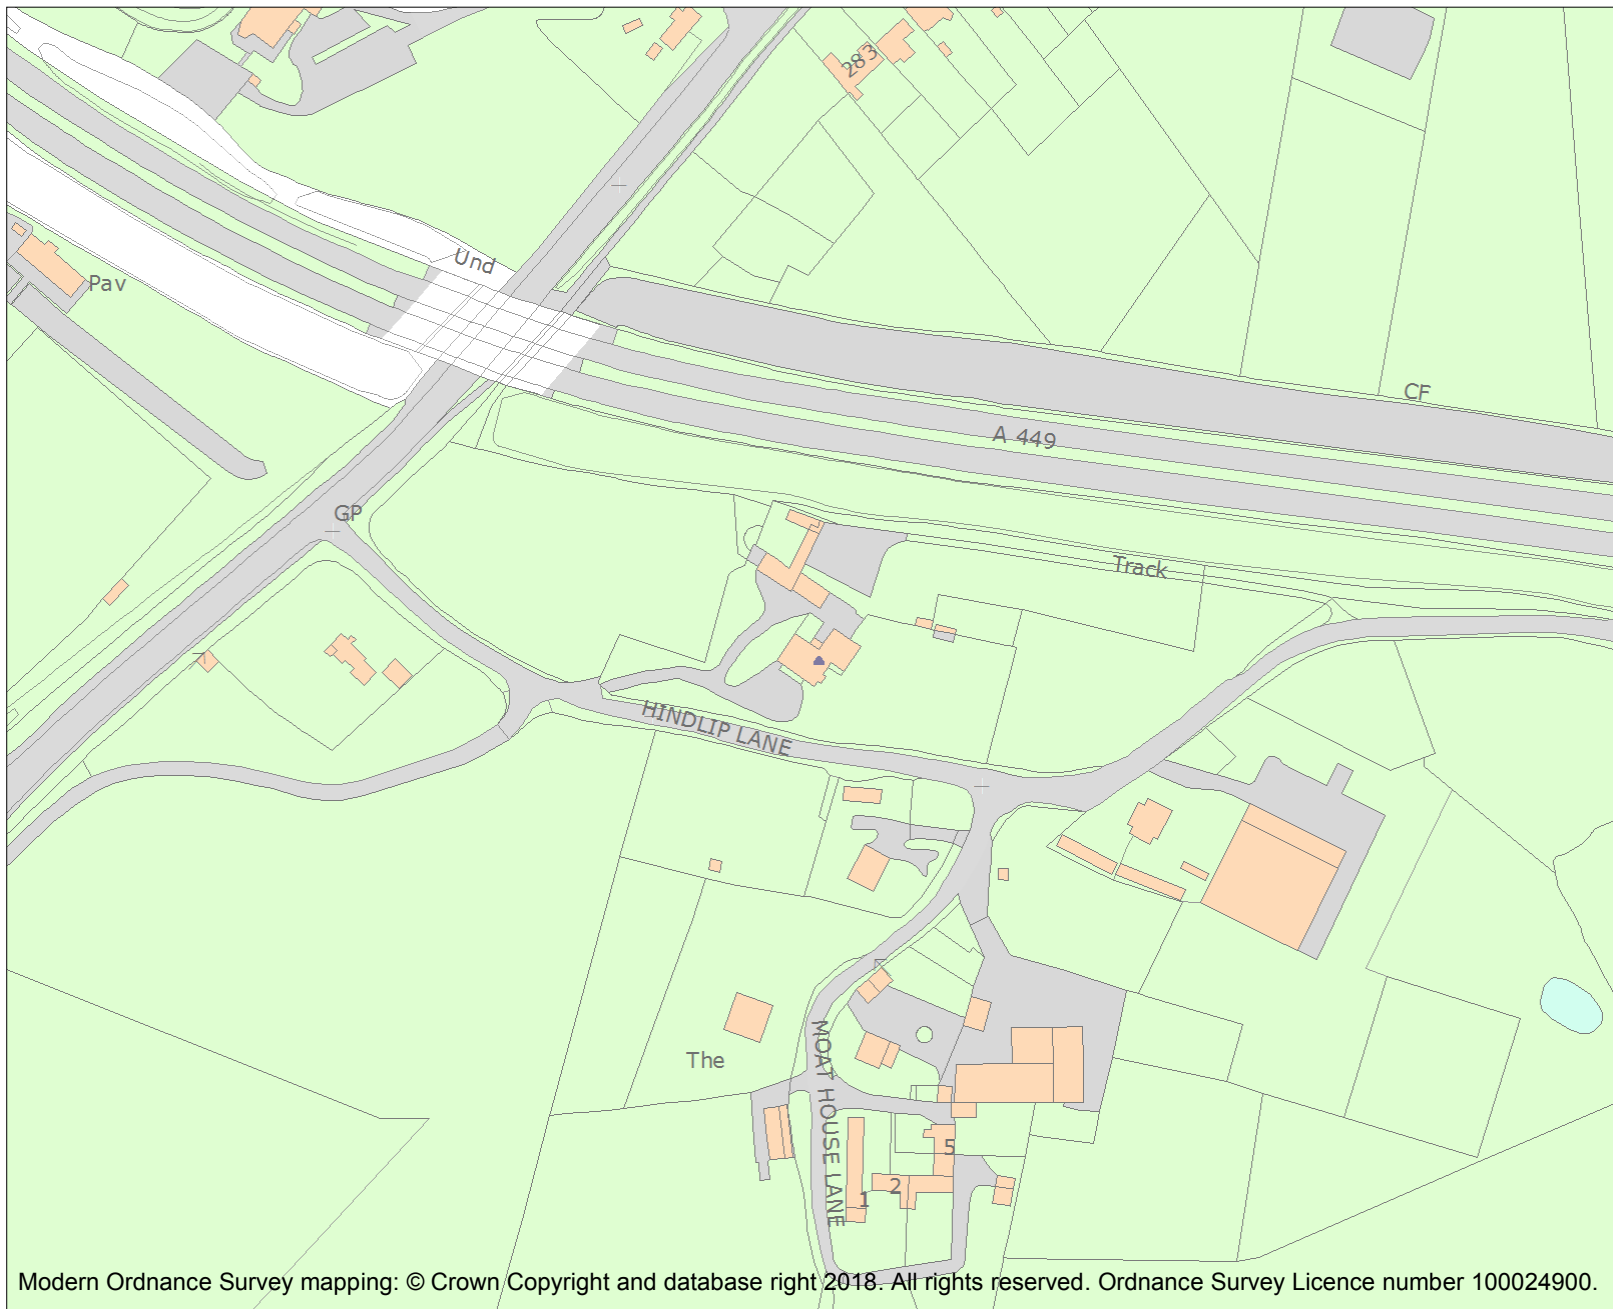 283
Und
Pav
CF
A 449
GP
Track
HINDLIP LANE
The
MOAT HOUSE LANE
5
2
1
Modern Ordnance Survey mapping: © Crown Copyright and database right 2018. All rights reserved. Ordnance Survey Licence number 100024900.